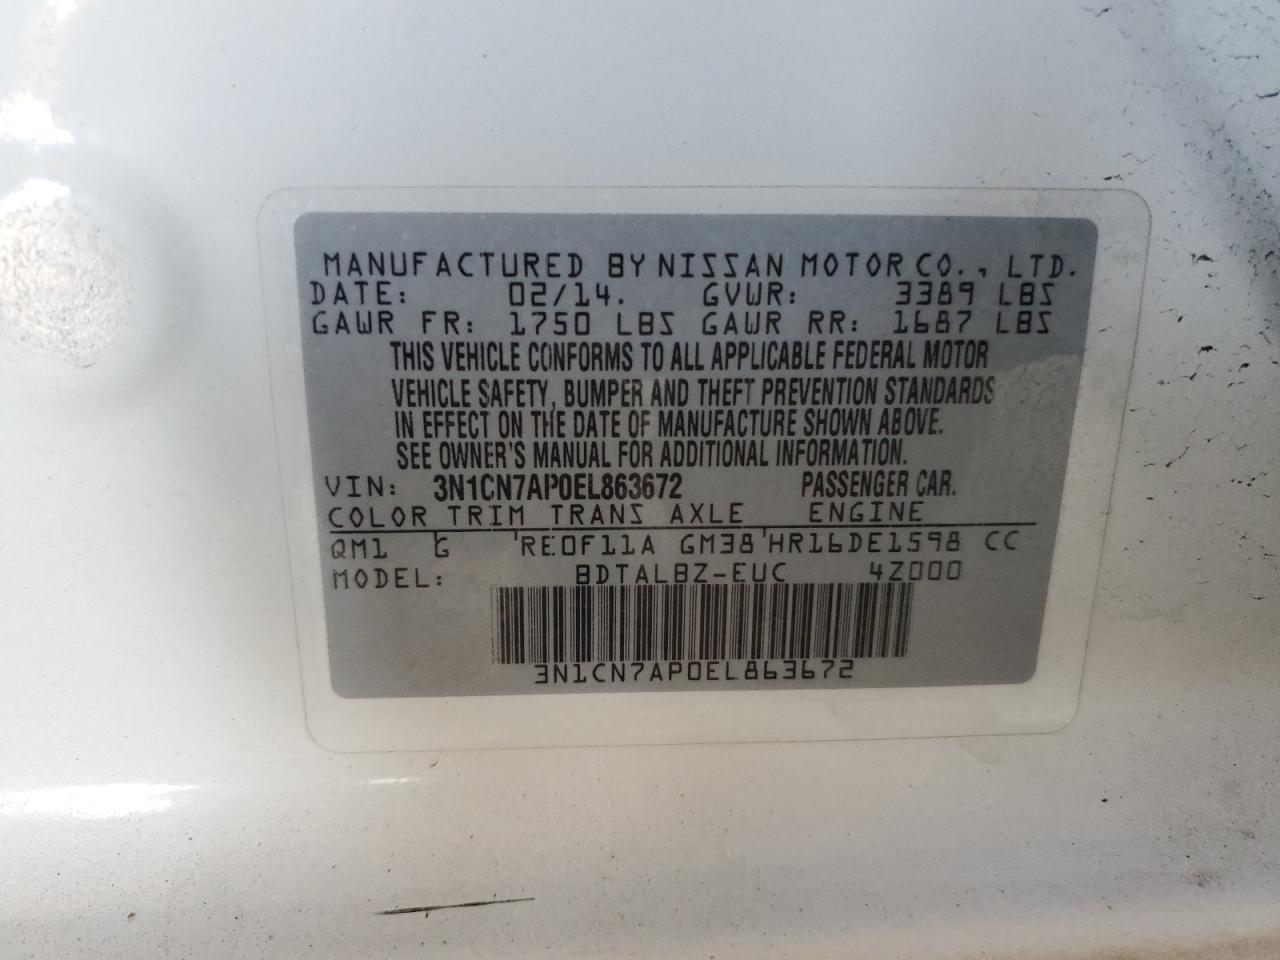 MANUFACTURED BY NISSAN MOTOR CO., LTD.
DATE: 02/14. GVWR: 3389 LBS
GAWR FR: 1750 LBS GAWR RR: 1687 LBS
THIS VEHICLE CONFORMS TO ALL APPLICABLE FEDERAL MOTOR
VEHICLE SAFETY, BUMPER AND THEFT PREVENTION STANDARDS
IN EFFECT ON THE DATE OF MANUFACTURE SHOWN ABOVE.
SEE OWNER'S MANUAL FOR ADDITIONAL INFORMATION.
VIN: 3N1CN7AP0EL863672 PASSENGER CAR.
COLOR TRIM TRANS AXLE ENGINE
QM1 G RE0F11A GM38 HR16DE1598 CC
MODEL: BDTALBZ-EUC 4Z000
3N1CN7AP0EL863672